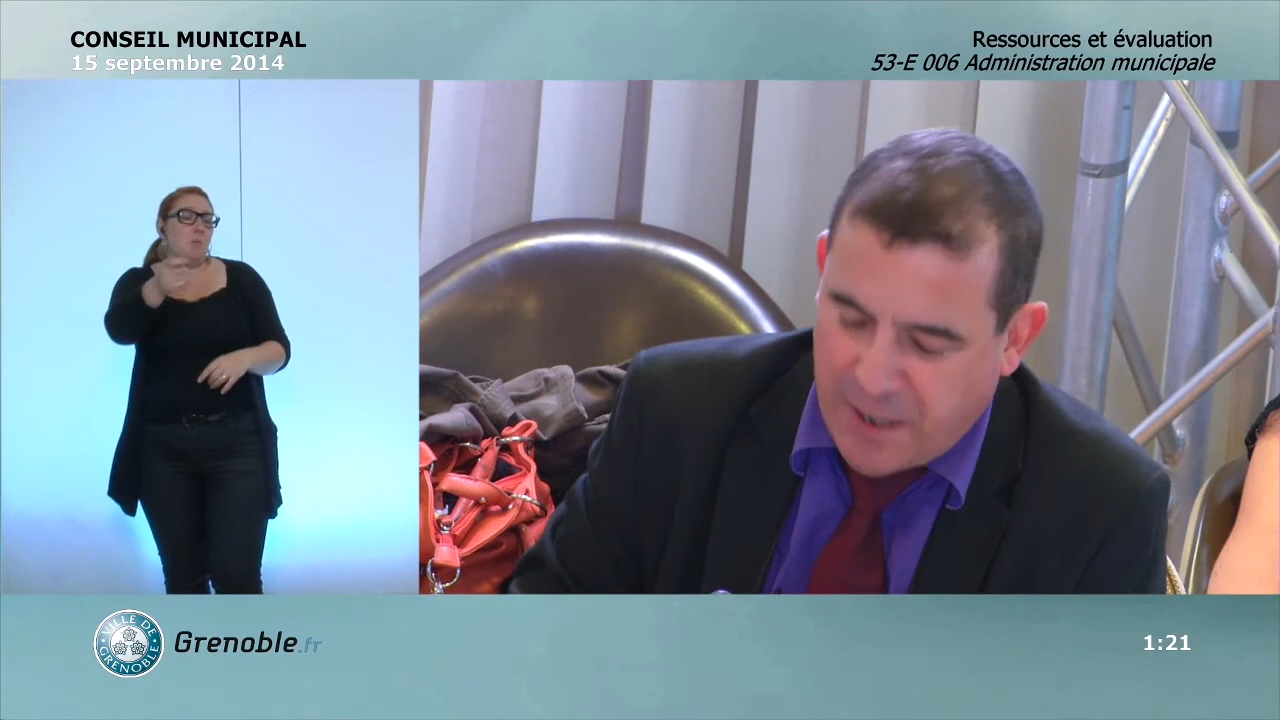 CONSEIL MUNICIPAL
15 septembre 2014
Ressources et évaluation
53-E 006 Administration municipale
VILLE DE GRENOBLE
Grenoble.fr
1:21